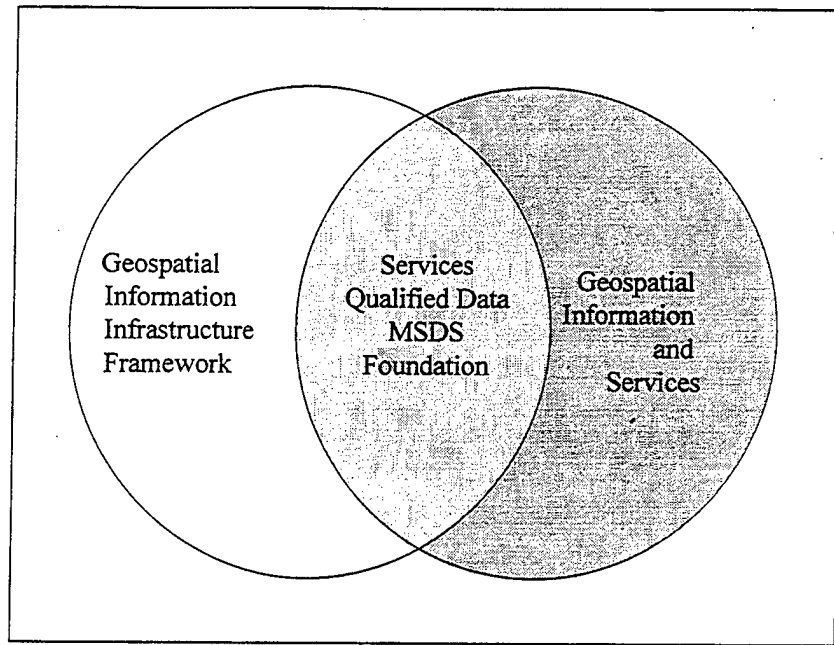 Geospatial
Information
Infrastructure
Framework
Services
Qualified Data
MSDS
Foundation
Geospatial
Information
and
Services